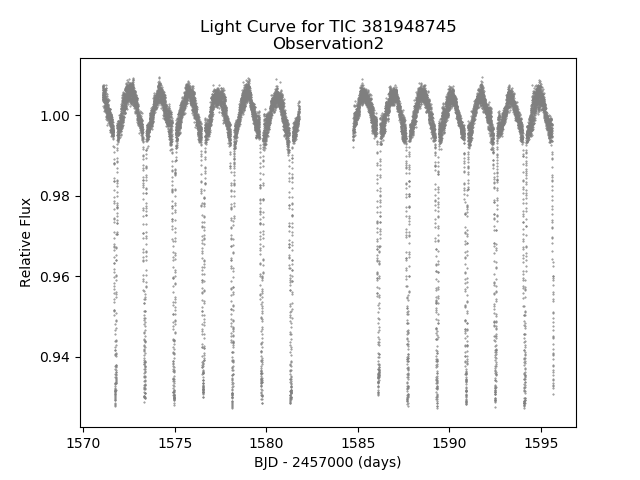 Light Curve for TIC 381948745
Observation2
1.00
0.98
0.96
0.94
Relative Flux
1570
1575
1580
1585
1590
1595
BJD - 2457000 (days)